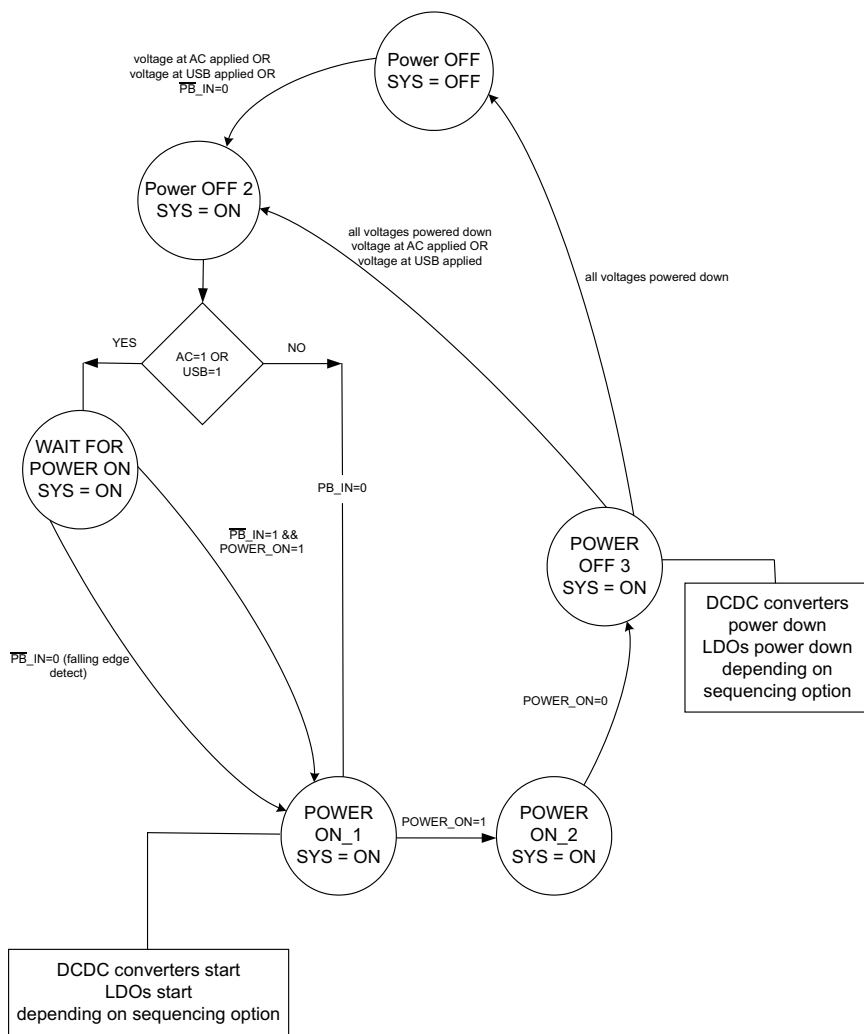 Power OFF
SYS = OFF
voltage at AC applied OR
voltage at USB applied OR
P̅B̅_IN=0
Power OFF 2
SYS = ON
all voltages powered down
voltage at AC applied OR
voltage at USB applied
all voltages powered down
YES
AC=1 OR
USB=1
NO
WAIT FOR
POWER ON
SYS = ON
PB_IN=0
P̅B̅_IN=1 &&
POWER_ON=1
POWER
OFF 3
SYS = ON
DCDC converters
power down
LDOs power down
depending on
sequencing option
P̅B̅_IN=0 (falling edge
detect)
POWER_ON=0
POWER
ON_1
SYS = ON
POWER_ON=1
POWER
ON_2
SYS = ON
DCDC converters start
LDOs start
depending on sequencing option